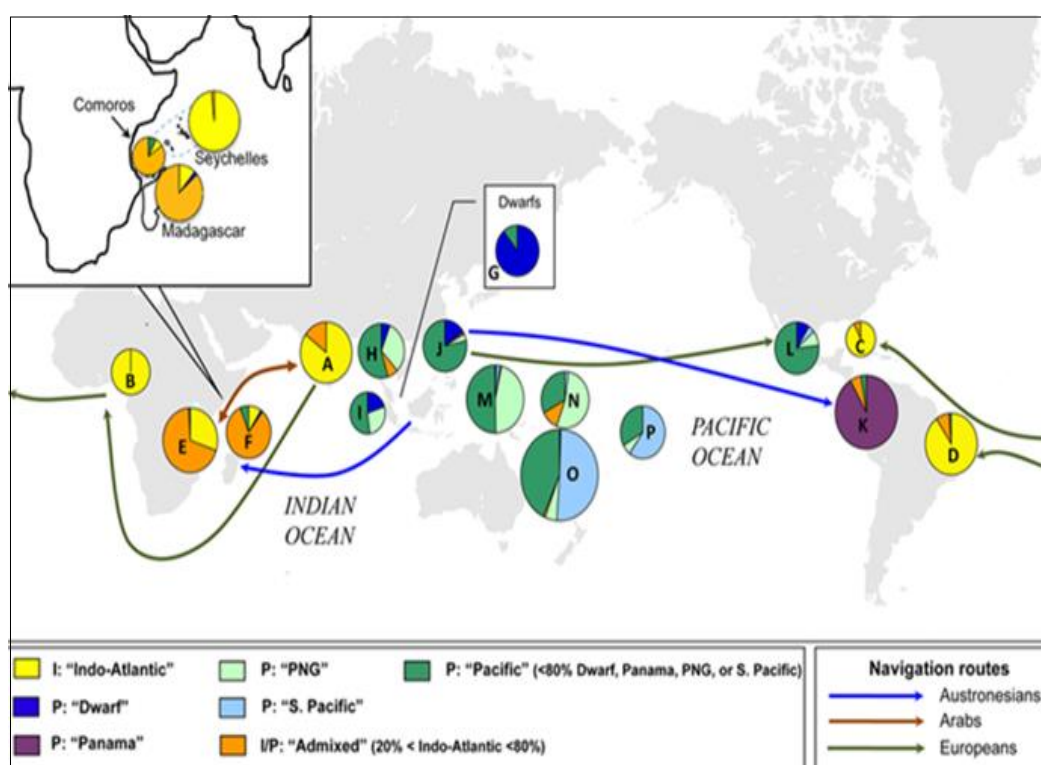 Comoros
Seychelles
Madagascar
Dwarfs
G
B
A
H
J
L
C
E
F
I
M
N
P
PACIFIC
OCEAN
K
D
O
INDIAN
OCEAN
I: “Indo-Atlantic”
P: “PNG”
P: “Pacific” (<80% Dwarf, Panama, PNG, or S. Pacific)
P: “Dwarf”
P: “S. Pacific”
P: “Panama”
I/P: “Admixed” (20% < Indo-Atlantic <80%)
Navigation routes
Austronesians
Arabs
Europeans